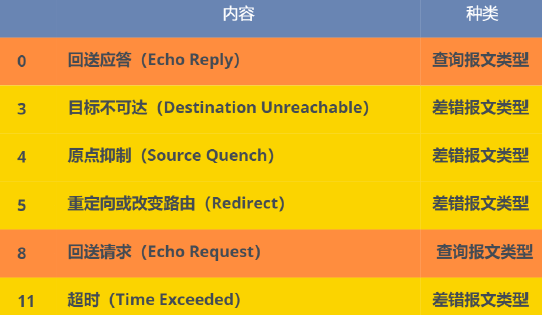 内容 种类
0 回送应答（Echo Reply） 查询报文类型
3 目标不可达（Destination Unreachable） 差错报文类型
4 原点抑制（Source Quench） 差错报文类型
5 重定向或改变路由（Redirect） 差错报文类型
8 回送请求（Echo Request） 查询报文类型
11 超时（Time Exceeded） 差错报文类型